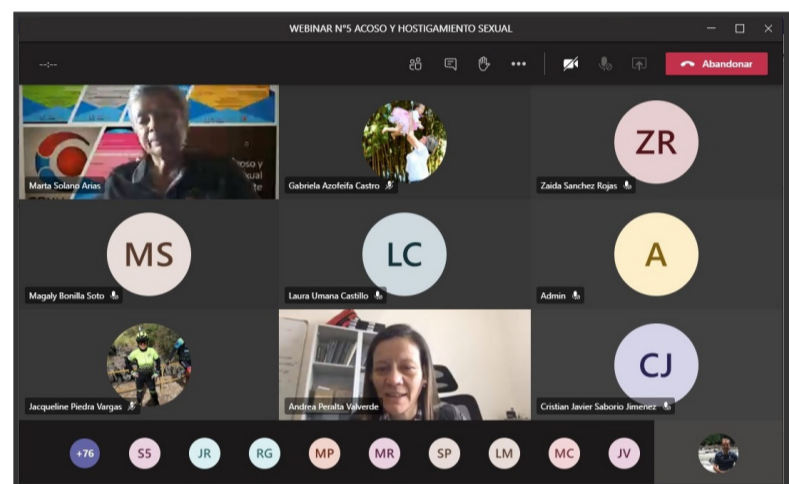 WEBINAR N°5 ACOSO Y HOSTIGAMIENTO SEXUAL
--:--
Abandonar
oso y
xual
Marta Solano Arias
Gabriela Azofeifa Castro
ZR
Zaida Sanchez Rojas
MS
Magaly Bonilla Soto
LC
Laura Umana Castillo
A
Admin
Jacqueline Piedra Vargas
Andrea Peralta Valverde
CJ
Cristian Javier Saborio Jimenez
+76 S5 JR RG MP MR SP LM MC JV